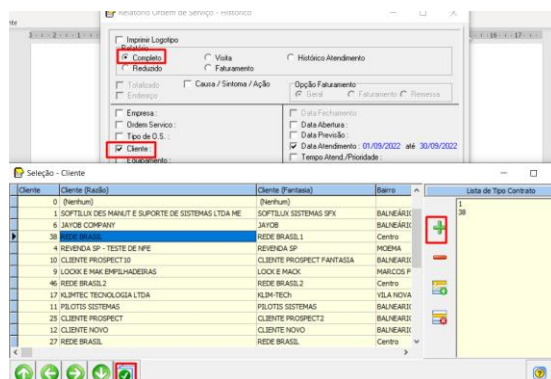 Relatório Ordem de Serviço - Histórico
Imprimir Logotipo
Relatório
Completo
Visita
Histórico Atendimento
Reduzido
Faturamento
Totalizado
Causa / Sintoma / Ação
Opção Faturamento
Endereço
Geral
Faturamento
Remessa
Empresa :
Data Fechamento
Ordem Servico :
Data Abertura :
Tipo de O.S. :
Data Previsão :
Cliente :
Data Atendimento : 01/09/2022 até 30/09/2022
Equipamento :
Tempo Atend./Prioridade :
Seleção - Cliente
Cliente Cliente (Razão) Cliente (Fantasia) Bairro Lista de Tipo Contrato
0 (Nenhum) (Nenhum) 1
1 SOFTILUX DES MANUT E SUPORTE DE SISTEMAS LTDA ME SOFTILUX SISTEMAS SFX BALNEÁRIO 38
6 JAYOB COMPANY JAYOB BALNEARIO
38 REDE BRASIL REDE BRASIL 1 Centro
4 REVENDA SP - TESTE DE NFE REVENDA SP MOEMA
10 CLIENTE PROSPECT10 CLIENTE PROSPECT FANTASIA BALNEARIO
9 LOCKK E MAK EMPILHADEIRAS LOCK E MACK MARCOS F
46 REDE BRASIL2 REDE BRASIL2 Centro
17 KLIMTEC TECNOLOGIA LTDA KLIM-TECh VILA NOVA
11 PILOTIS SISTEMAS PILOTIS SISTEMAS BALNEARIO
25 CLIENTE PROSPECT CLIENTE PROSPECT2 BALNEARIO
12 CLIENTE NOVO CLIENTE NOVO BALNEARIO
27 REDE BRASIL REDE BRASIL Centro